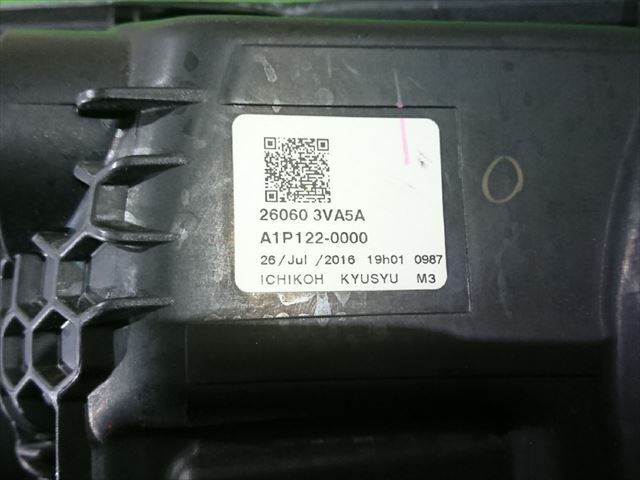 26060 3VA5A
A1P122-0000
26/Jul /2016 19h01 0987
ICHIKOH KYUSYU M3